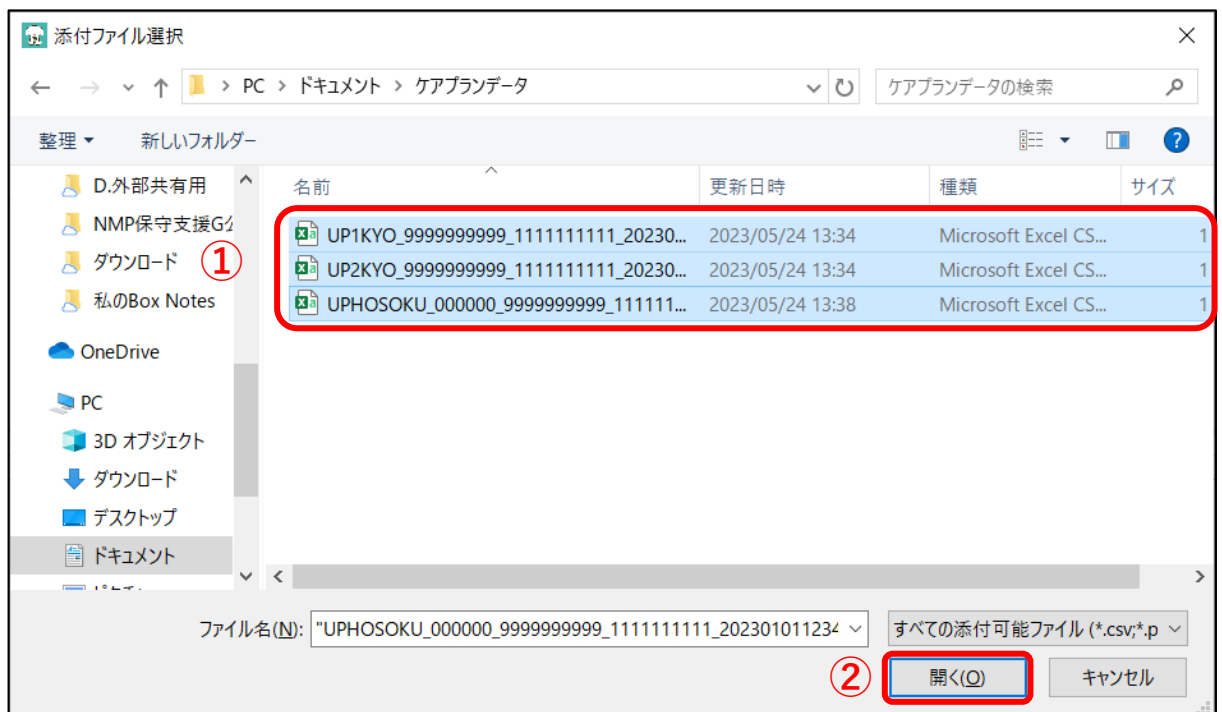 添付ファイル選択
PC > ドキュメント > ケアプランデータ
ケアプランデータの検索
整理 新しいフォルダー
名前 更新日時 種類 サイズ
D.外部共有用
NMP保守支援G
ダウンロード
私のBox Notes
OneDrive
PC
3D オブジェクト
ダウンロード
デスクトップ
ドキュメント
①
UP1KYO_9999999999_1111111111_20230... 2023/05/24 13:34 Microsoft Excel CS... 1
UP2KYO_9999999999_1111111111_20230... 2023/05/24 13:34 Microsoft Excel CS... 1
UPHOSOKU_000000_9999999999_111111... 2023/05/24 13:38 Microsoft Excel CS... 1
ファイル名(N): "UPHOSOKU_000000_9999999999_1111111111_202301011234 すべての添付可能ファイル (*.csv;*.p
② 開く(O) キャンセル